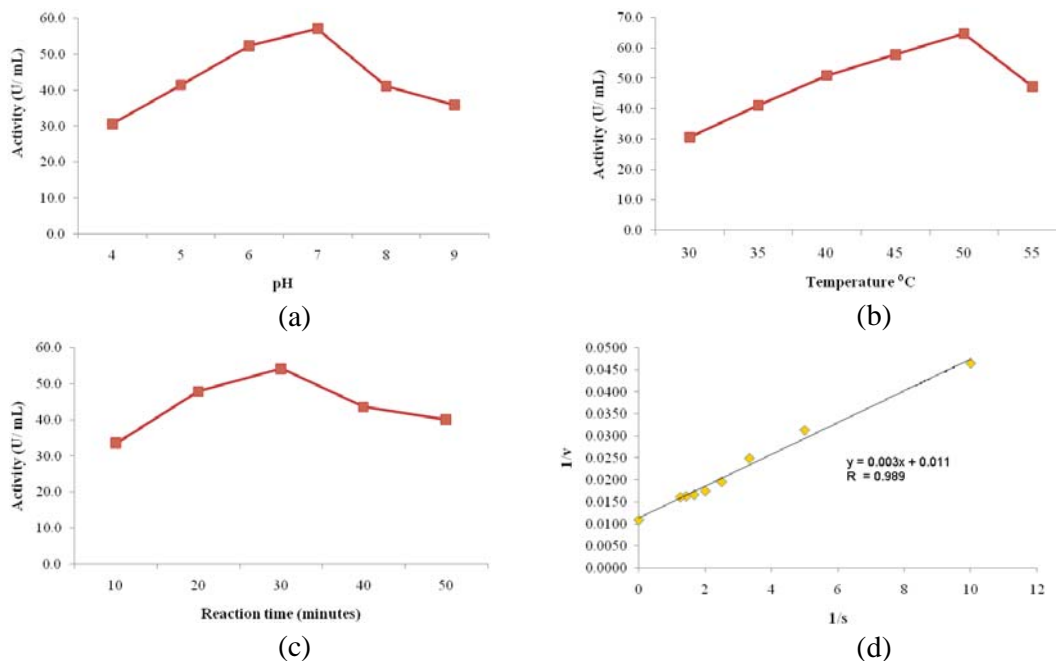 60.0
50.0
40.0
30.0
20.0
10.0
0.0
Activity (U/ mL)
4 5 6 7 8 9
pH
(a)
70.0
60.0
50.0
40.0
30.0
20.0
10.0
0.0
Activity (U/ mL)
30 35 40 45 50 55
Temperature ⁰C
(b)
60.0
50.0
40.0
30.0
20.0
10.0
0.0
Activity (U/ mL)
10 20 30 40 50
Reaction time (minutes)
(c)
0.0500
0.0450
0.0400
0.0350
0.0300
0.0250
0.0200
0.0150
0.0100
0.0050
0.0000
1/v
y = 0.003x + 0.011
R = 0.989
0 2 4 6 8 10 12
1/s
(d)